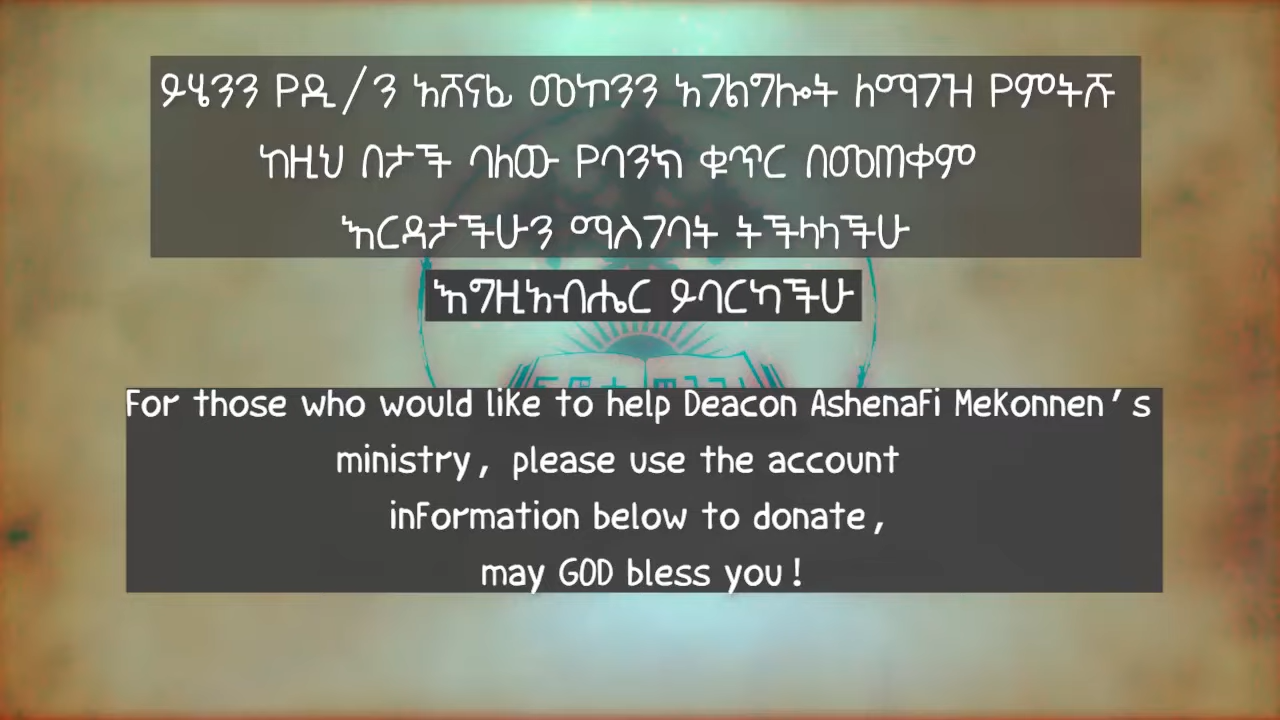 ይሄንን የዲ/ን አሸናፊ መኮንን አገልግሎት ለማገዝ የምትሹ
ከዚህ በታች ባለው የባንክ ቁጥር በመጠቀም
እርዳታችሁን ማስገባት ትችላላችሁ
እግዚአብሔር ይባርካችሁ
For those who would like to help Deacon Ashenafi Mekonnen's
ministry, please use the account
information below to donate,
may GOD bless you!